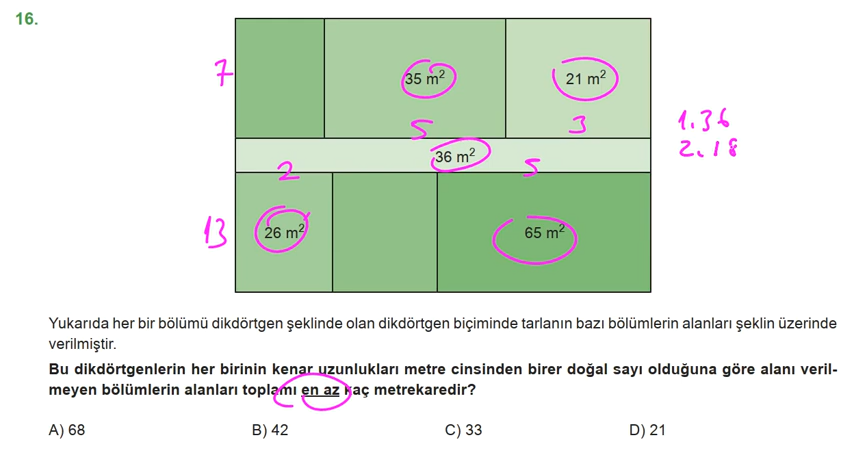 16.
7 35 m² 21 m²
5 3 1.36
36 m² 2.18
2 5
13 26 m² 65 m²
Yukarıda her bir bölümü dikdörtgen şeklinde olan dikdörtgen biçiminde tarlanın bazı bölümlerin alanları şeklin üzerinde
verilmiştir.
Bu dikdörtgenlerin her birinin kenar uzunlukları metre cinsinden birer doğal sayı olduğuna göre alanı veril-
meyen bölümlerin alanları toplamı en az kaç metrekaredir?
A) 68 B) 42 C) 33 D) 21